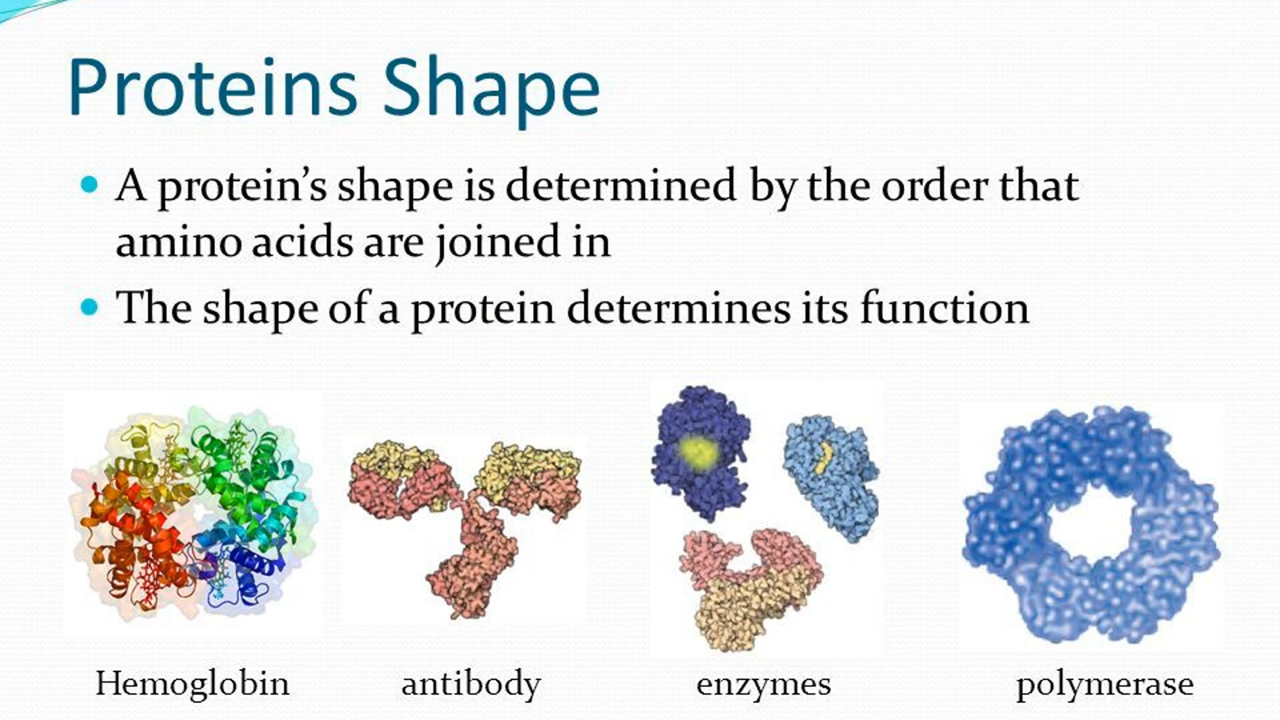 Proteins Shape
• A protein’s shape is determined by the order that
amino acids are joined in
• The shape of a protein determines its function
Hemoglobin
antibody
enzymes
polymerase